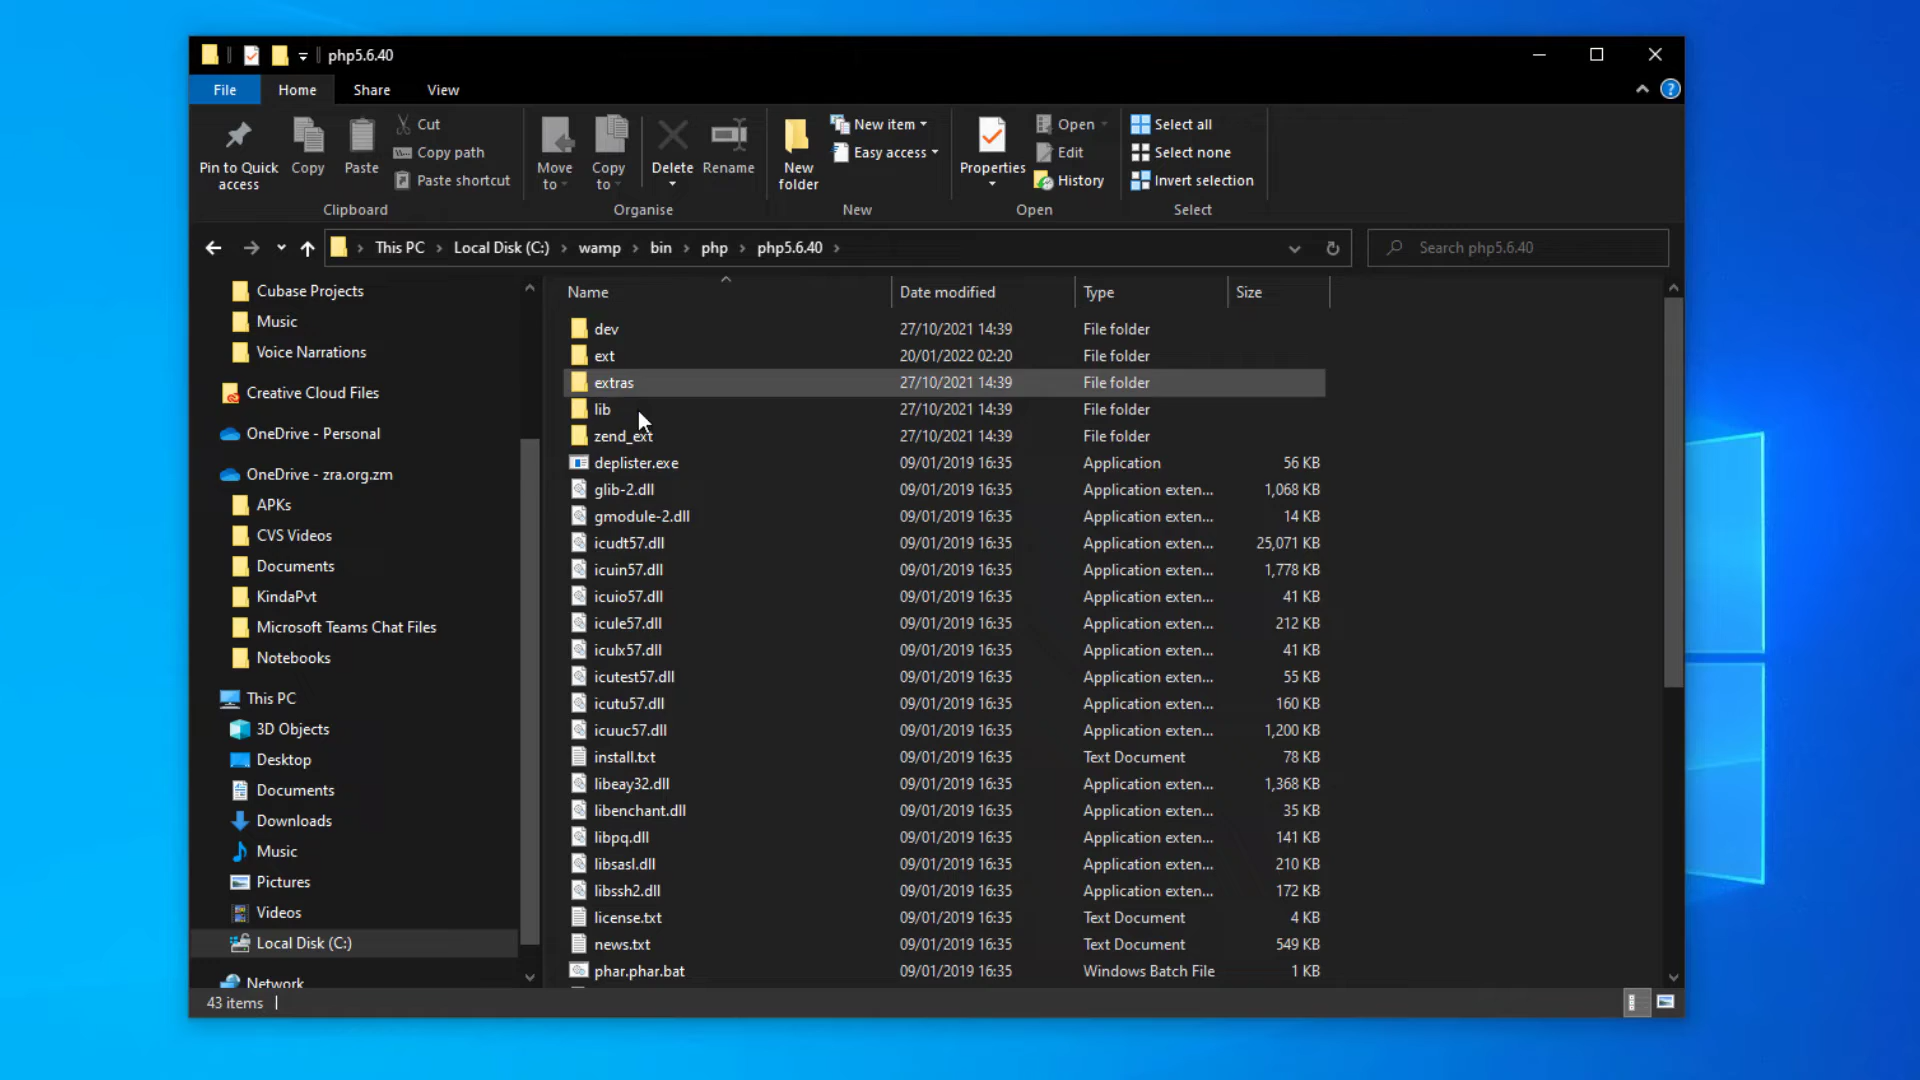 php5.6.40
File Home Share View
Pin to Quick access
Copy
Paste
Cut
Copy path
Paste shortcut
Clipboard
Move to
Copy to
Delete
Rename
Organise
New folder
New item
Easy access
New
Properties
Open
Edit
History
Open
Select all
Select none
Invert selection
Select
This PC > Local Disk (C:) > wamp > bin > php > php5.6.40 >
Search php5.6.40
Cubase Projects
Music
Voice Narrations
Creative Cloud Files
OneDrive - Personal
OneDrive - zra.org.zm
APKs
CVS Videos
Documents
KindaPvt
Microsoft Teams Chat Files
Notebooks
This PC
3D Objects
Desktop
Documents
Downloads
Music
Pictures
Videos
Local Disk (C:)
Network
Name Date modified Type Size
dev 27/10/2021 14:39 File folder
ext 20/01/2022 02:20 File folder
extras 27/10/2021 14:39 File folder
lib 27/10/2021 14:39 File folder
zend_ext 27/10/2021 14:39 File folder
deplister.exe 09/01/2019 16:35 Application 56 KB
glib-2.dll 09/01/2019 16:35 Application exten... 1,068 KB
gmodule-2.dll 09/01/2019 16:35 Application exten... 14 KB
icudt57.dll 09/01/2019 16:35 Application exten... 25,071 KB
icuin57.dll 09/01/2019 16:35 Application exten... 1,778 KB
icuio57.dll 09/01/2019 16:35 Application exten... 41 KB
icule57.dll 09/01/2019 16:35 Application exten... 212 KB
iculx57.dll 09/01/2019 16:35 Application exten... 41 KB
icutest57.dll 09/01/2019 16:35 Application exten... 55 KB
icutu57.dll 09/01/2019 16:35 Application exten... 160 KB
icuuc57.dll 09/01/2019 16:35 Application exten... 1,200 KB
install.txt 09/01/2019 16:35 Text Document 78 KB
libeay32.dll 09/01/2019 16:35 Application exten... 1,368 KB
libenchant.dll 09/01/2019 16:35 Application exten... 35 KB
libpq.dll 09/01/2019 16:35 Application exten... 141 KB
libsasl.dll 09/01/2019 16:35 Application exten... 210 KB
libssh2.dll 09/01/2019 16:35 Application exten... 172 KB
license.txt 09/01/2019 16:35 Text Document 4 KB
news.txt 09/01/2019 16:35 Text Document 549 KB
phar.phar.bat 09/01/2019 16:35 Windows Batch File 1 KB
43 items